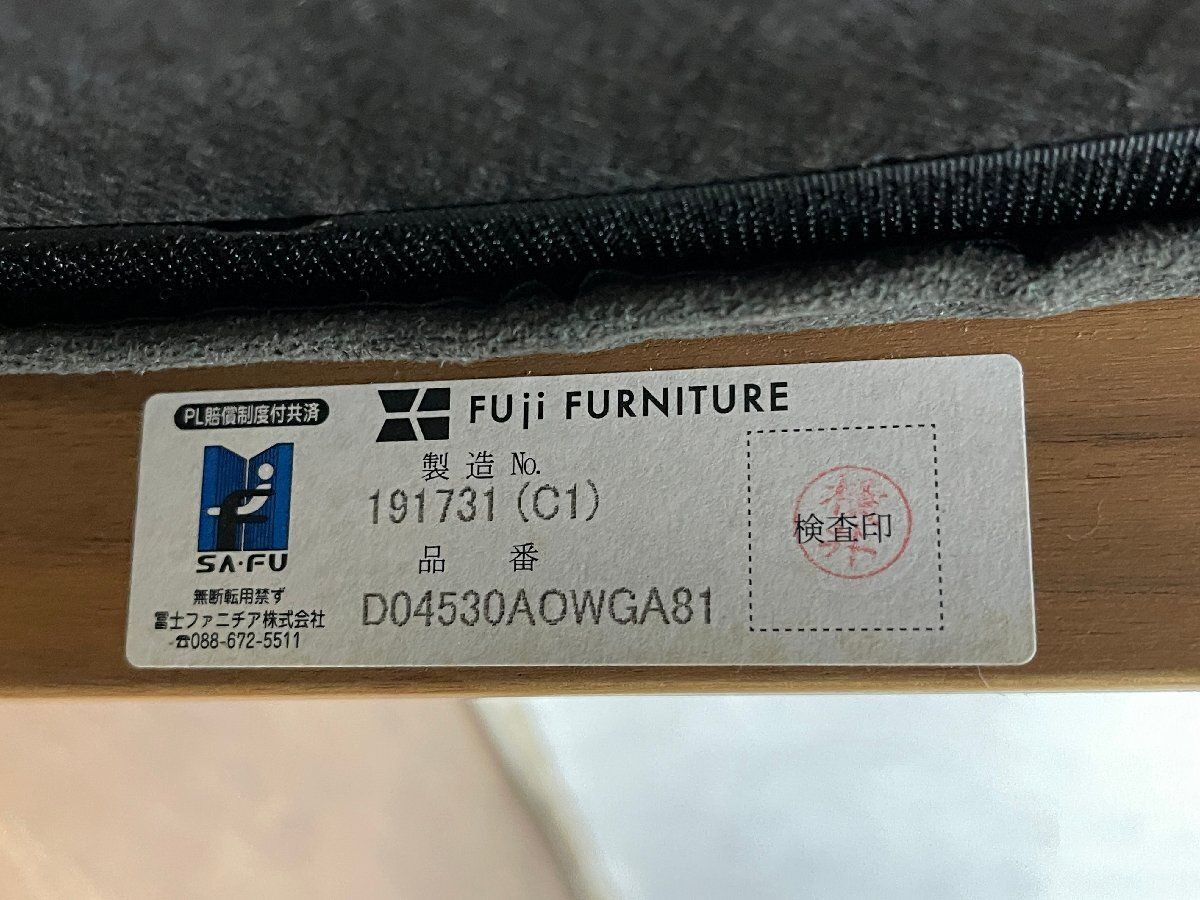 PL賠償制度付共済
SA・FU
無断転用禁ず
冨士ファニチア株式会社
☎088-672-5511
FUji FURNITURE
製造 No.
191731 (C1)
品 番
D04530AOWGA81
検査印